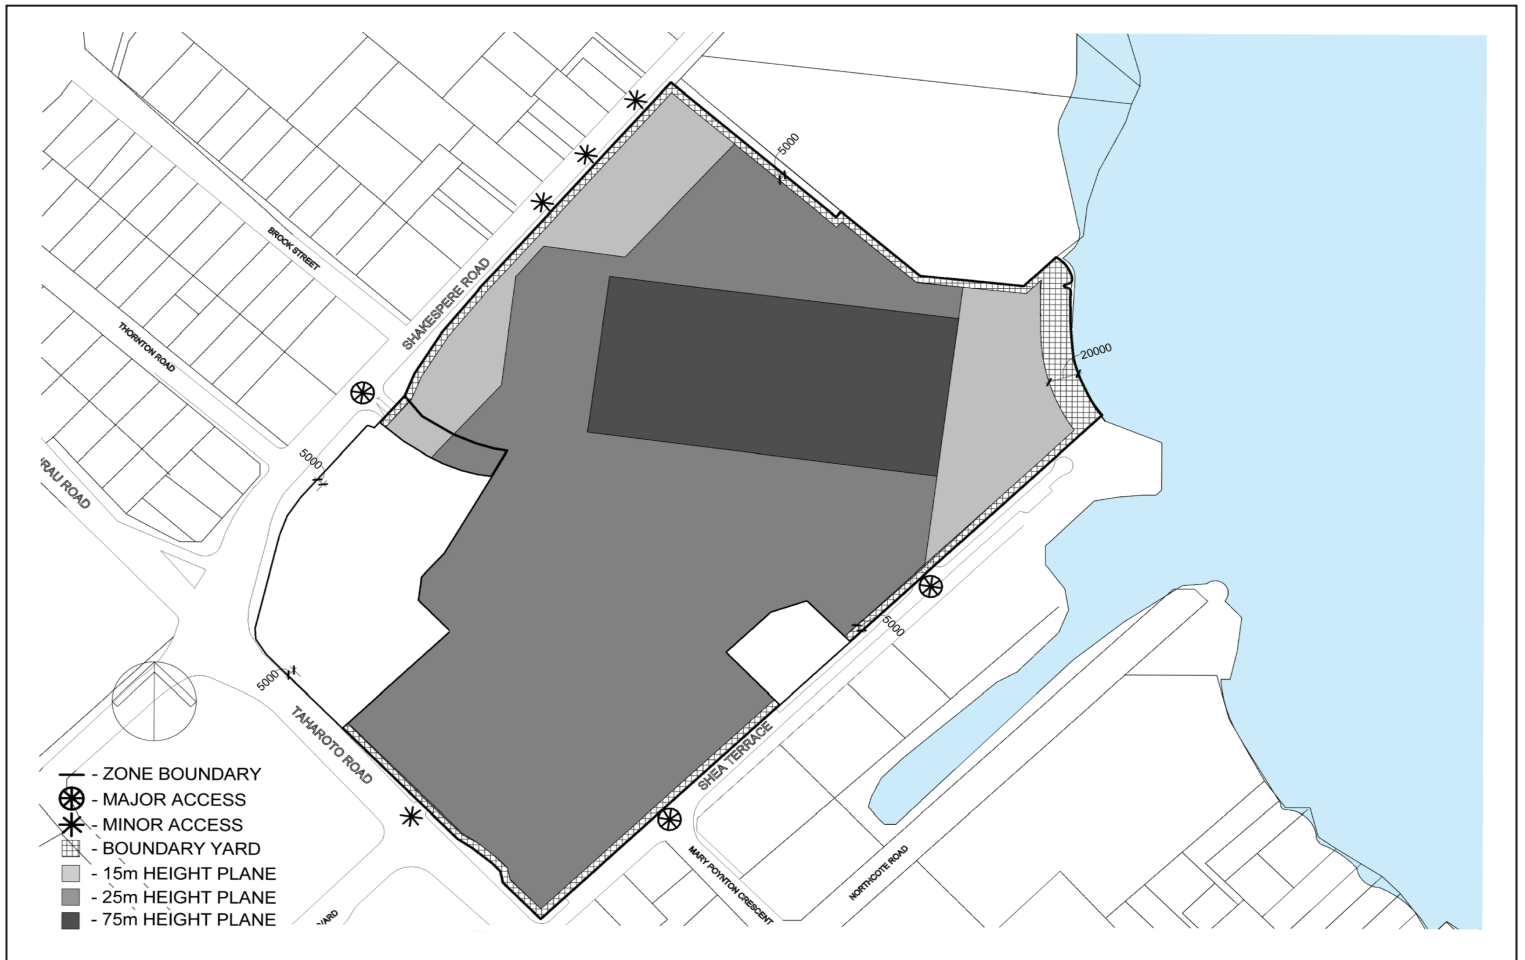 5000
BROOK STREET
SHAKESPERE ROAD
THORNTON ROAD
20000
5000
RAU ROAD
5000
5000
TAHAROTO ROAD
SHEA TERRACE
- ZONE BOUNDARY
- MAJOR ACCESS
- MINOR ACCESS
- BOUNDARY YARD
- 15m HEIGHT PLANE
- 25m HEIGHT PLANE
- 75m HEIGHT PLANE
MARY POYNTON CRESCENT
NORTHCOTE ROAD